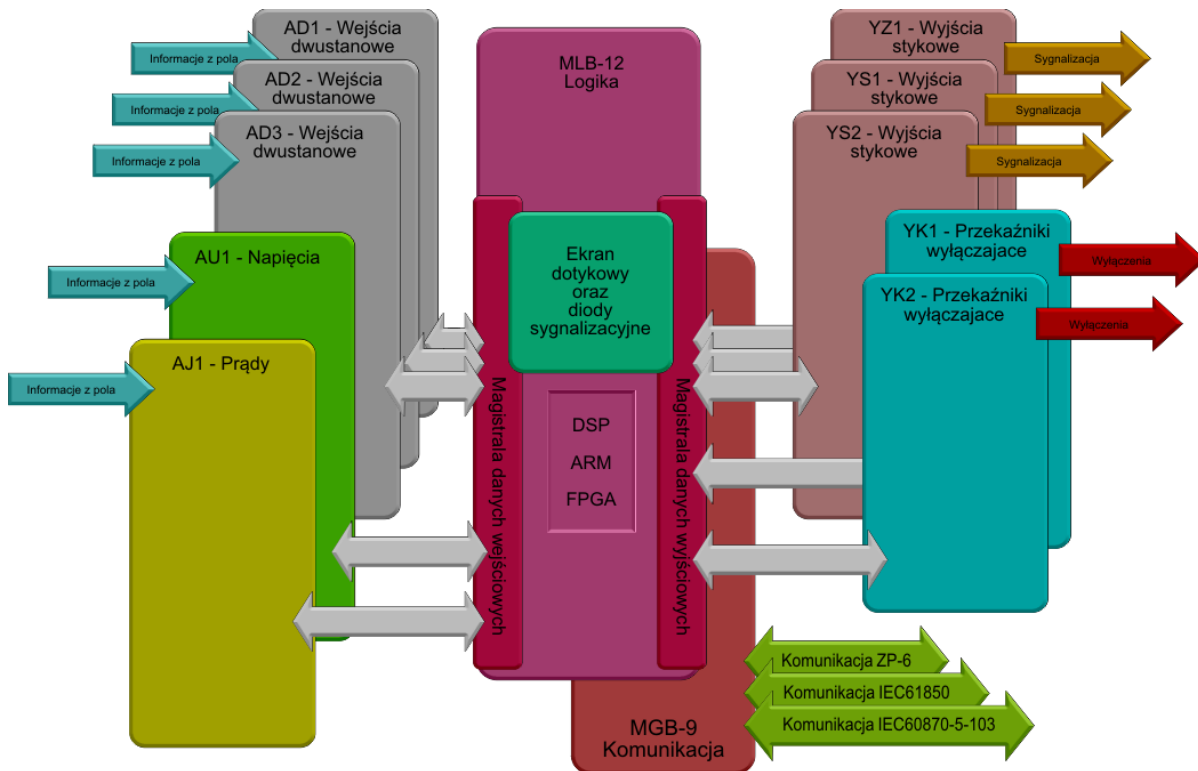 AD1 - Wejścia
dwustanowe
Informacje z pola
AD2 - Wejścia
dwustanowe
Informacje z pola
AD3 - Wejścia
dwustanowe
Informacje z pola
AU1 - Napięcia
Informacje z pola
AJ1 - Prądy
Informacje z pola
MLB-12
Logika
Ekran
dotykowy
oraz
diody
sygnalizacyjne
Magistrala danych wejściowych
DSP
ARM
FPGA
Magistrala danych wyjściowych
MGB-9
Komunikacja
YZ1 - Wyjścia
stykowe
Sygnalizacja
YS1 - Wyjścia
stykowe
Sygnalizacja
YS2 - Wyjścia
stykowe
Sygnalizacja
YK1 - Przekaźniki
wyłączajace
Wyłączenia
YK2 - Przekaźniki
wyłączajace
Wyłączenia
Komunikacja ZP-6
Komunikacja IEC61850
Komunikacja IEC60870-5-103